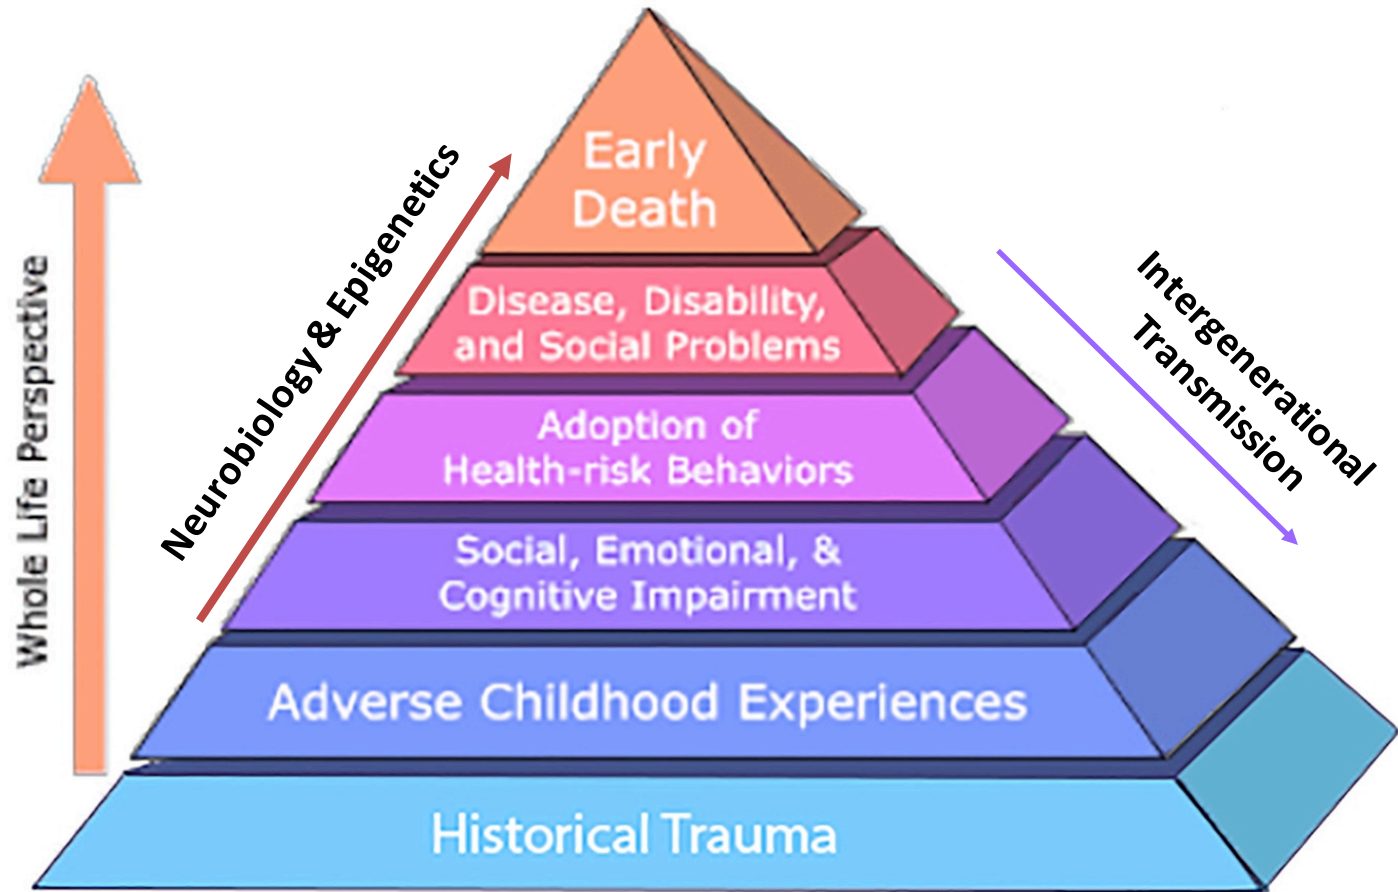 Early
Death
Disease, Disability,
and Social Problems
Adoption of
Health-risk Behaviors
Social, Emotional, &
Cognitive Impairment
Adverse Childhood Experiences
Historical Trauma
Whole Life Perspective
Neurobiology & Epigenetics
Intergenerational
Transmission